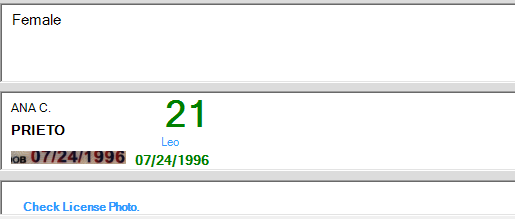 Female
ANA C.
21
PRIETO
Leo
DOB 07/24/1996
07/24/1996
Check License Photo.